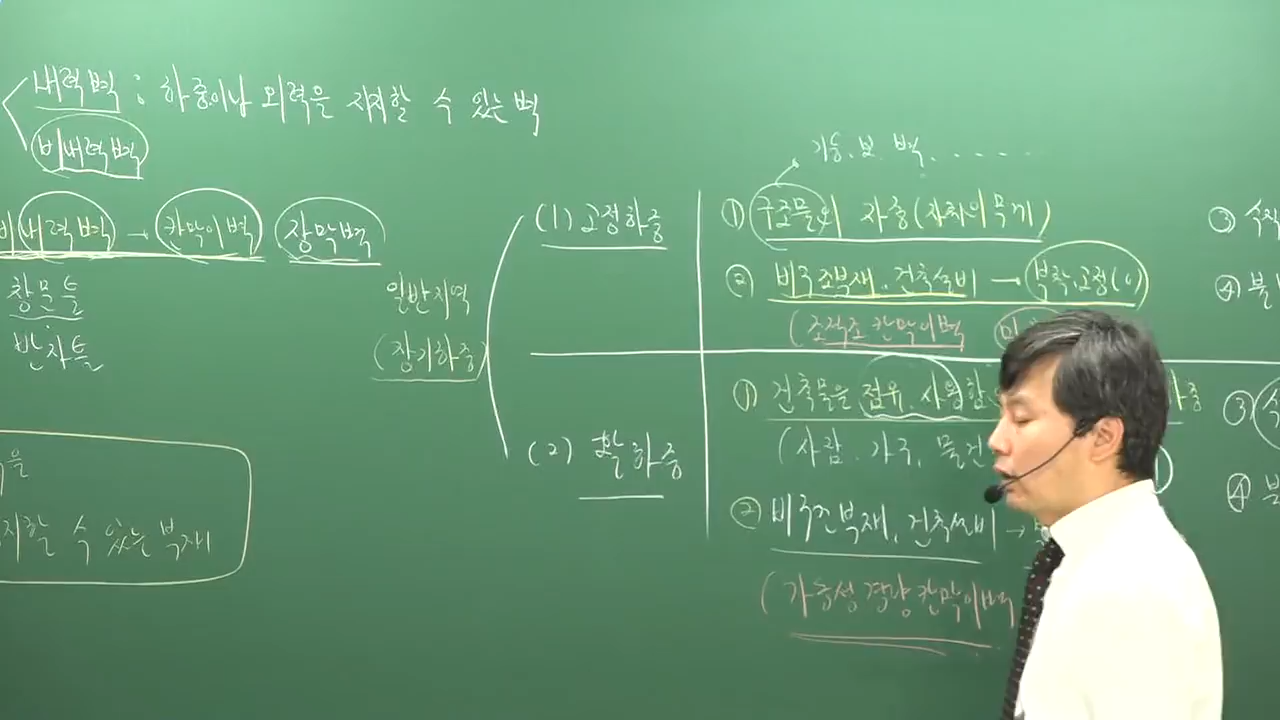 내력벽 : 하중이나 외력을 지지할 수 있는 벽
비내력벽
비내력벽 → 칸막이벽 장막벽
창문틀
반자틀
을
지할 수 있는 부재
일반지역
(장기하중)
(1) 고정하중
기둥. 보. 벽. . . . . .
① 구조물의 자중(자체의 무게)
② 비구조부재. 건축설비 → 부착.고정(o)
(조적조 칸막이벽
(2) 활하중
① 건축물을 점유. 사용함 중
(사람. 가구. 물건
② 비구조부재, 건축설비 →
(가동성 경량 칸막이벽
③
④
③
④